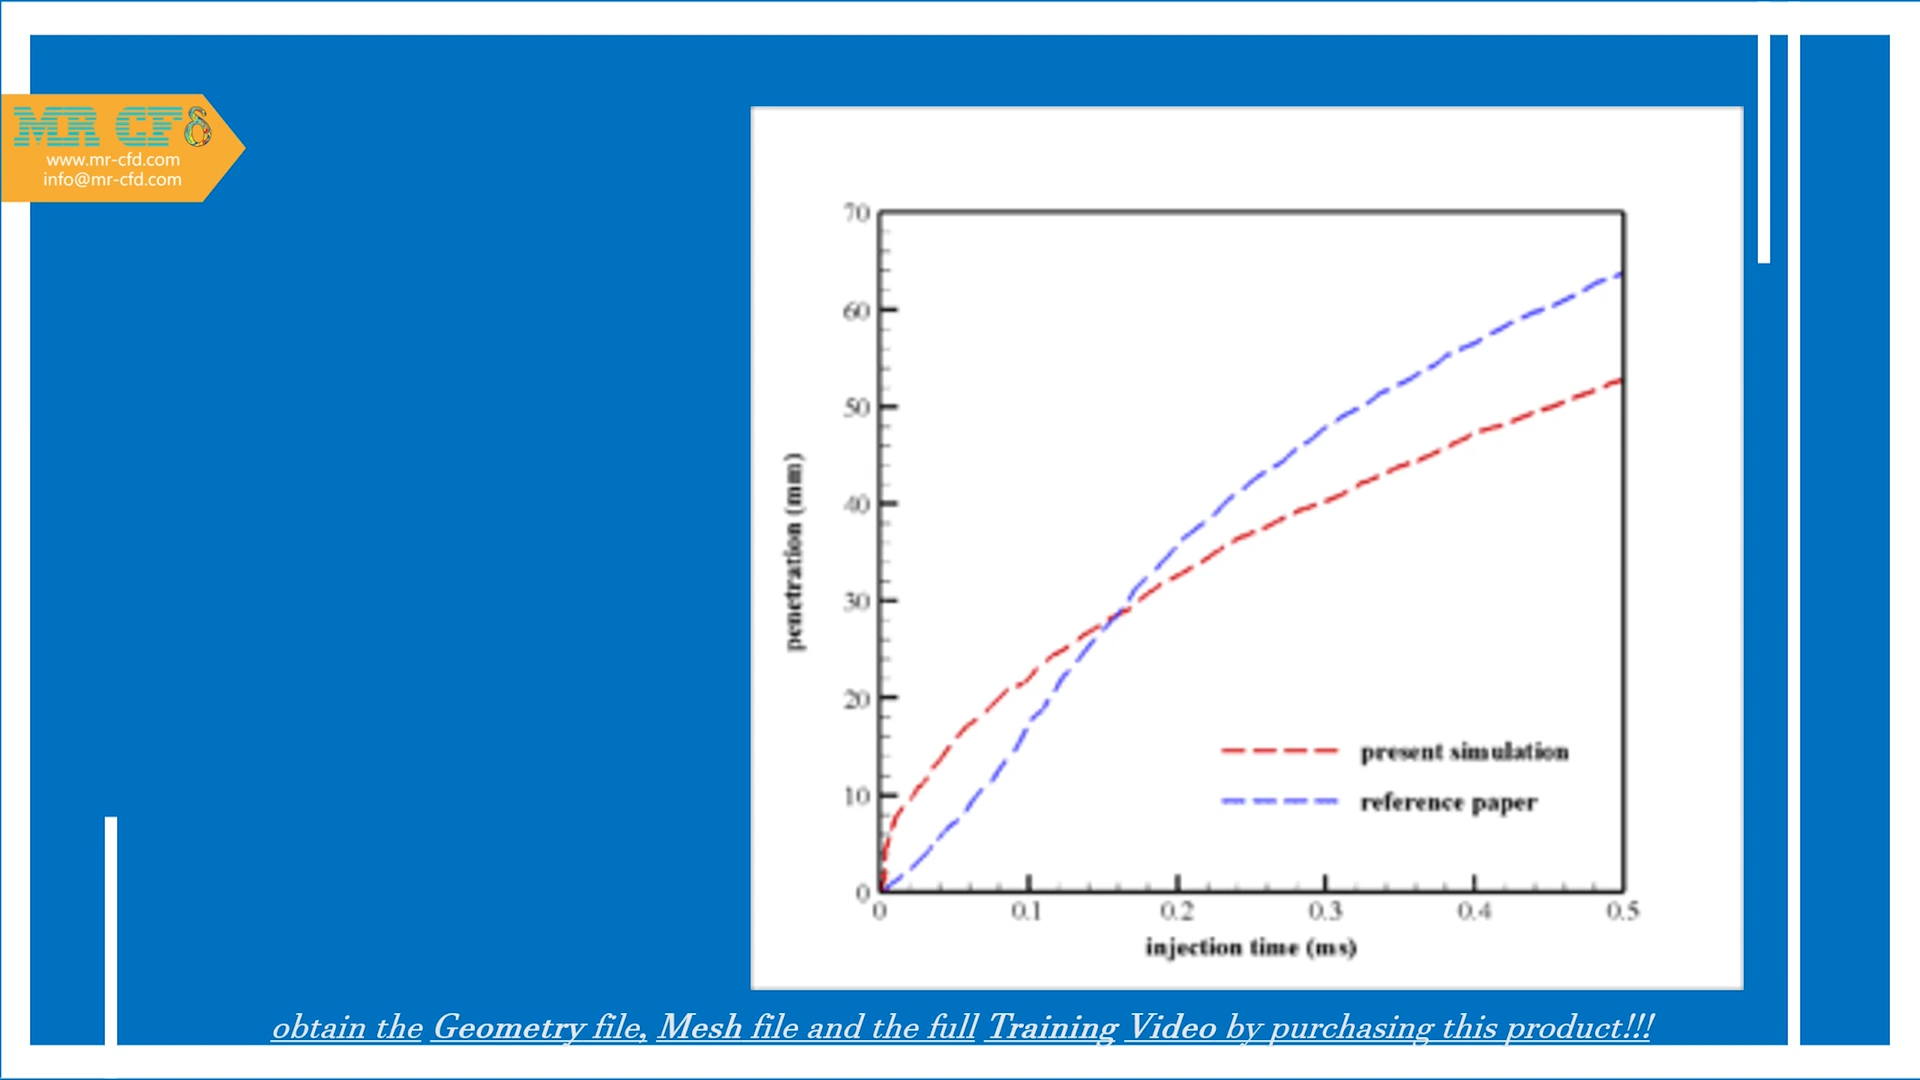 MR CFD
www.mr-cfd.com
info@mr-cfd.com
70
60
50
40
30
20
10
0
penetration (mm)
present simulation
reference paper
0 0.1 0.2 0.3 0.4 0.5
injection time (ms)
obtain the Geometry file, Mesh file and the full Training Video by purchasing this product!!!